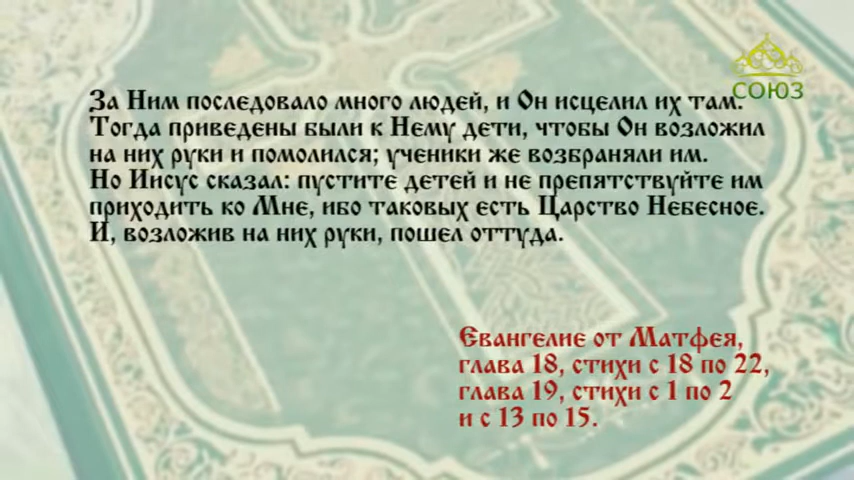 СОЮЗ
За Ним последовало много людей, и Он исцелил их там.
Тогда приведены были к Нему дети, чтобы Он возложил
на них руки и помолился; ученики же возбраняли им.
Но Иисус сказал: пустите детей и не препятствуйте им
приходить ко Мне, ибо таковых есть Царство Небесное.
И, возложив на них руки, пошел оттуда.
Евангелие от Матфея,
глава 18, стихи с 18 по 22,
глава 19, стихи с 1 по 2
и с 13 по 15.